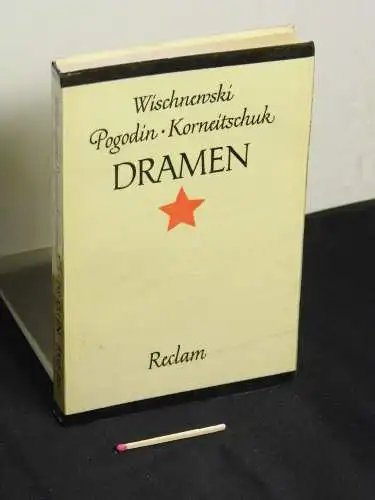 Wischnewski
Pogodin · Korneitschuk
DRAMEN
Reclam